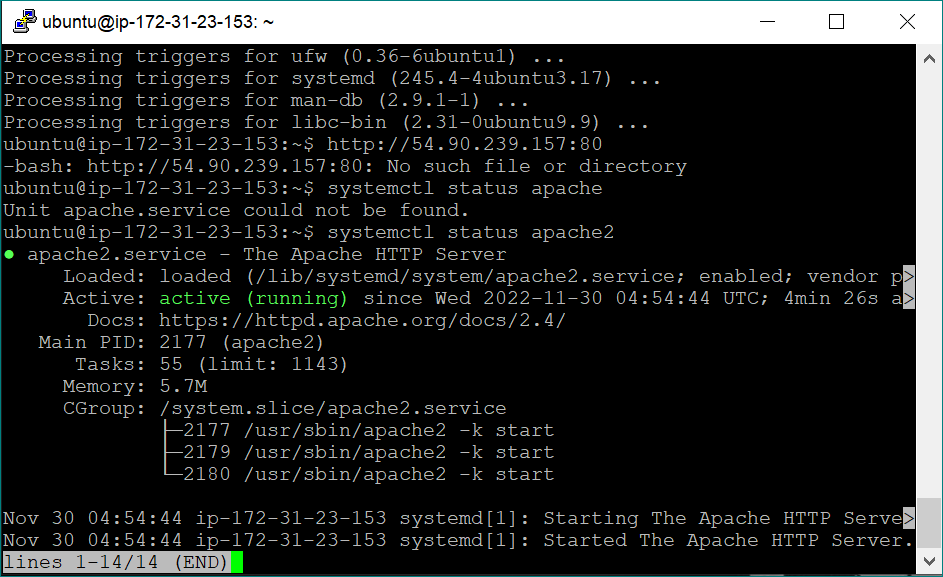 ubuntu@ip-172-31-23-153: ~
Processing triggers for ufw (0.36-6ubuntu1) ...
Processing triggers for systemd (245.4-4ubuntu3.17) ...
Processing triggers for man-db (2.9.1-1) ...
Processing triggers for libc-bin (2.31-0ubuntu9.9) ...
ubuntu@ip-172-31-23-153:~$ http://54.90.239.157:80
-bash: http://54.90.239.157:80: No such file or directory
ubuntu@ip-172-31-23-153:~$ systemctl status apache
Unit apache.service could not be found.
ubuntu@ip-172-31-23-153:~$ systemctl status apache2
● apache2.service - The Apache HTTP Server
     Loaded: loaded (/lib/systemd/system/apache2.service; enabled; vendor p>
     Active: active (running) since Wed 2022-11-30 04:54:44 UTC; 4min 26s a>
       Docs: https://httpd.apache.org/docs/2.4/
   Main PID: 2177 (apache2)
      Tasks: 55 (limit: 1143)
     Memory: 5.7M
     CGroup: /system.slice/apache2.service
             ├─2177 /usr/sbin/apache2 -k start
             ├─2179 /usr/sbin/apache2 -k start
             └─2180 /usr/sbin/apache2 -k start
Nov 30 04:54:44 ip-172-31-23-153 systemd[1]: Starting The Apache HTTP Serve>
Nov 30 04:54:44 ip-172-31-23-153 systemd[1]: Started The Apache HTTP Server.
lines 1-14/14 (END)